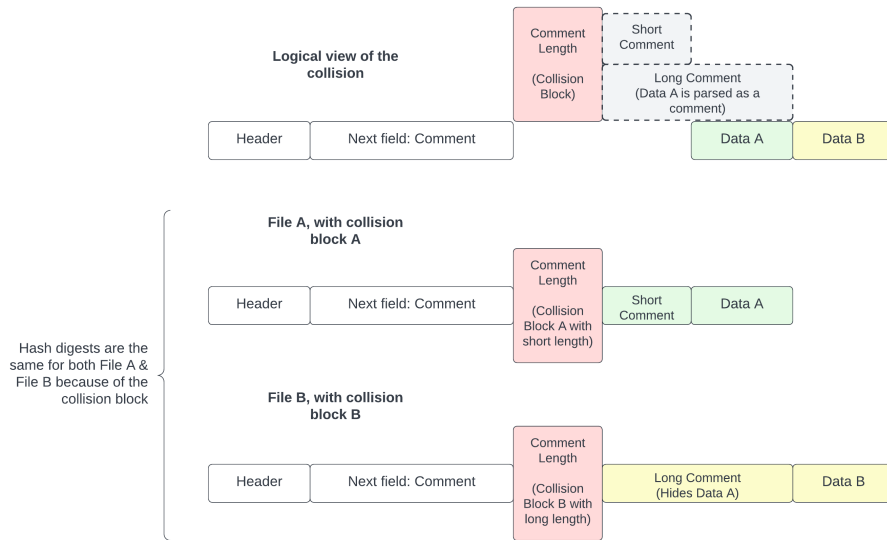 Logical view of the
collision
Comment
Length
(Collision
Block)
Short
Comment
Long Comment
(Data A is parsed as a
comment)
Header
Next field: Comment
Data A
Data B
File A, with collision
block A
Comment
Length
(Collision
Block A with
short length)
Header
Next field: Comment
Short
Comment
Data A
Hash digests are the
same for both File A &
File B because of the
collision block
File B, with collision
block B
Comment
Length
(Collision
Block B with
long length)
Header
Next field: Comment
Long Comment
(Hides Data A)
Data B